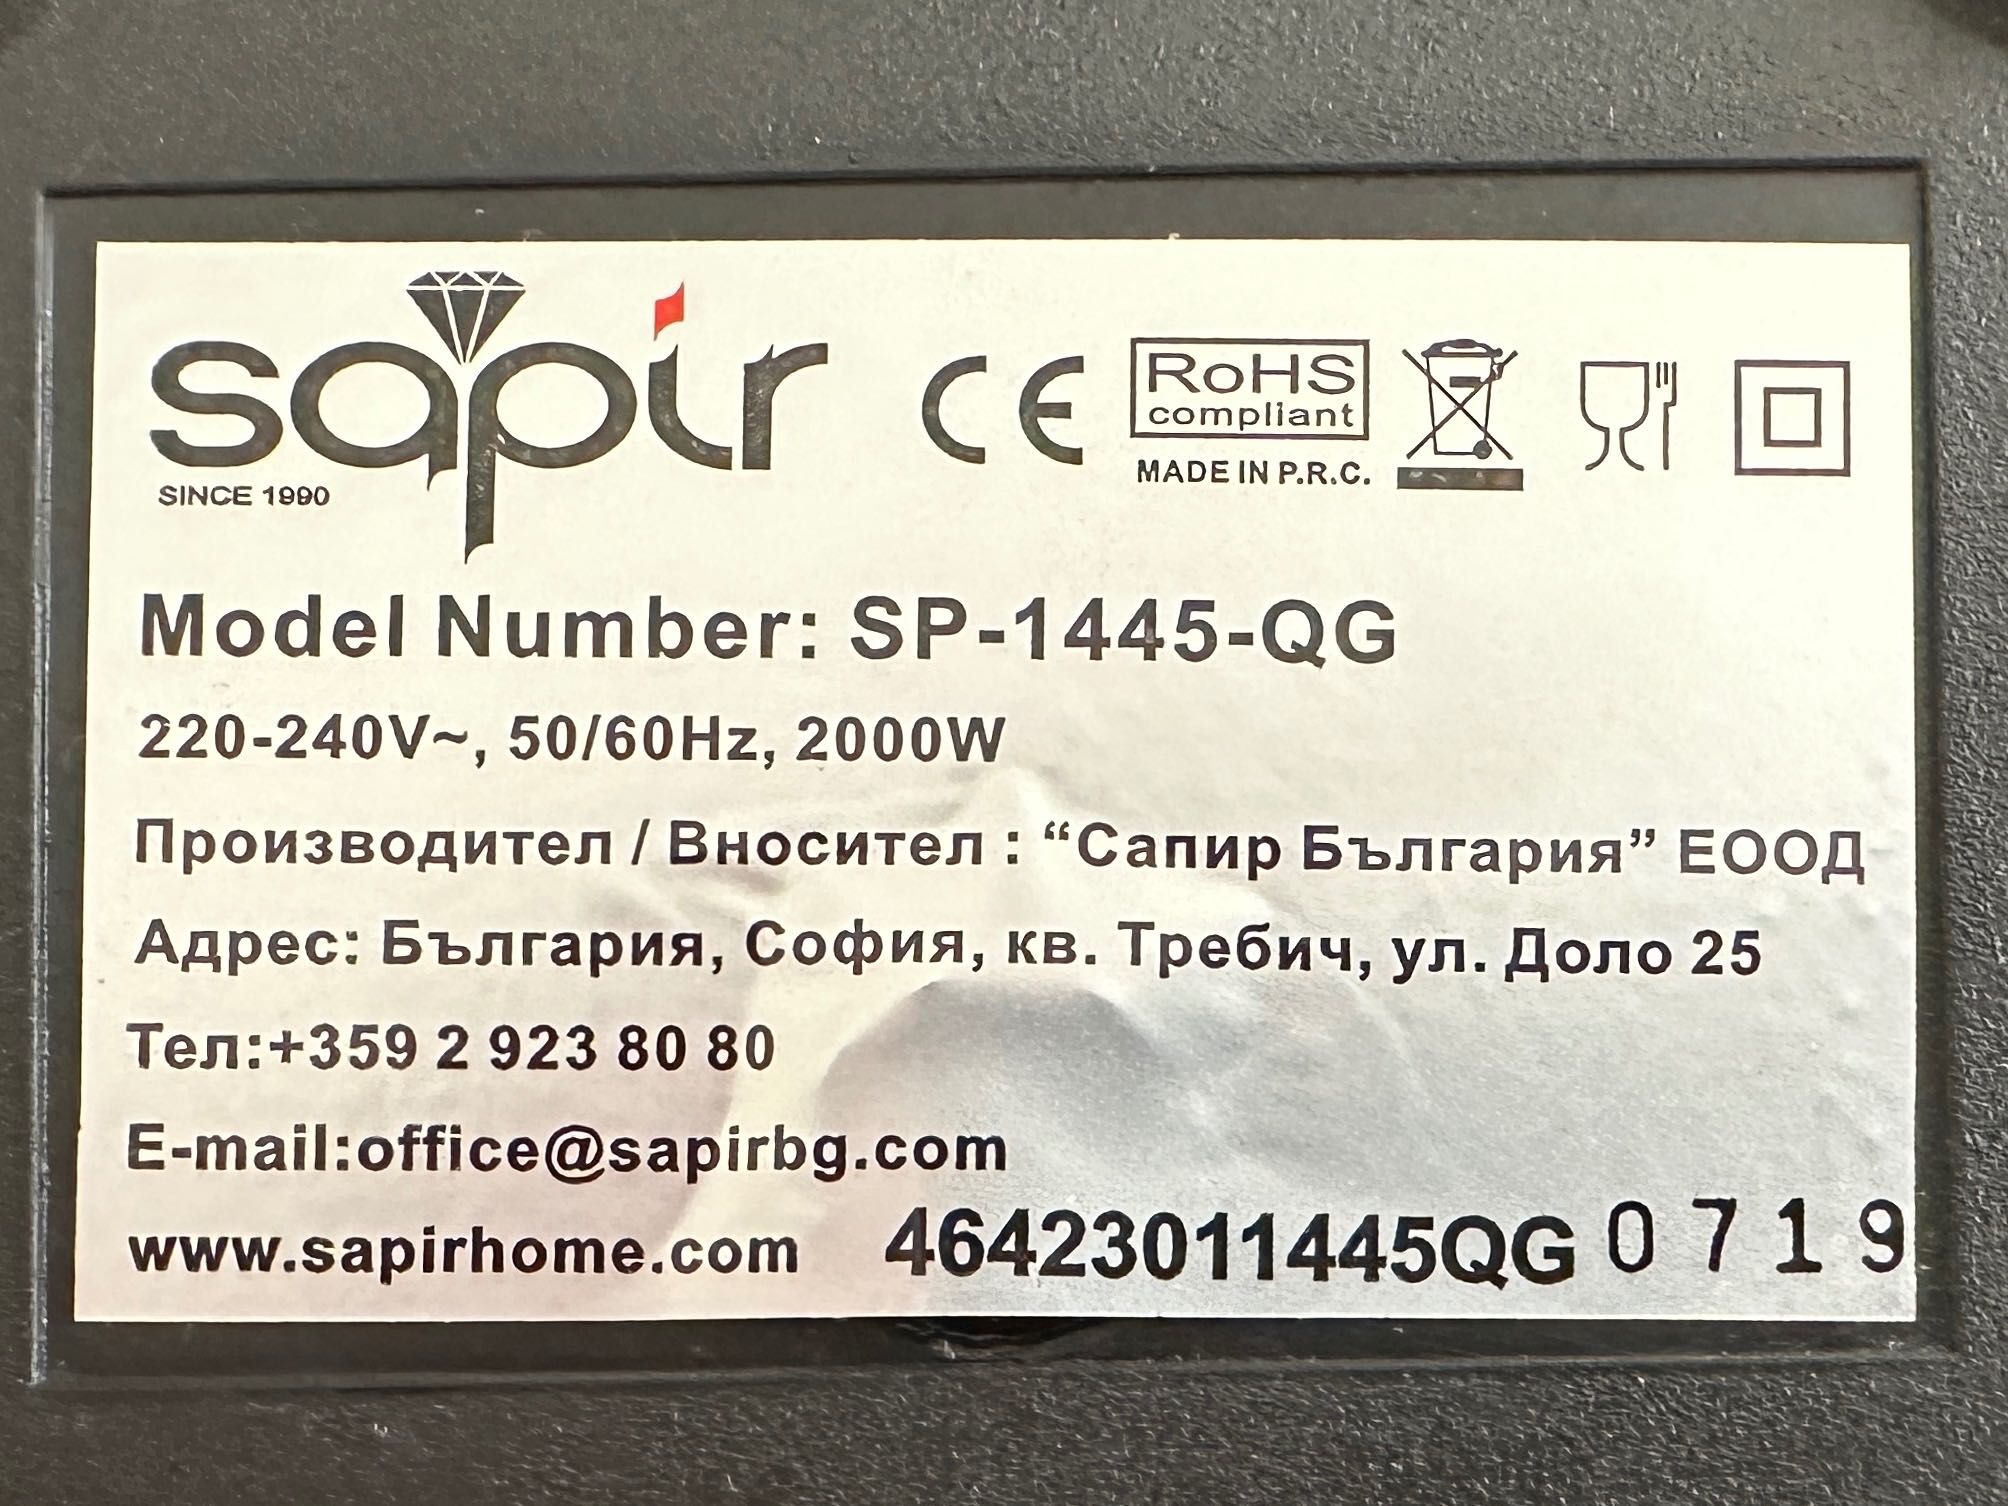 sapir
SINCE 1990
CE
RoHS
compliant
MADE IN P.R.C.
Model Number: SP-1445-QG
220-240V~, 50/60Hz, 2000W
Производител / Вносител : “Сапир България” ЕООД
Адрес: България, София, кв. Требич, ул. Доло 25
Тел:+359 2 923 80 80
E-mail:office@sapirbg.com
www.sapirhome.com 46423011445QG 0719